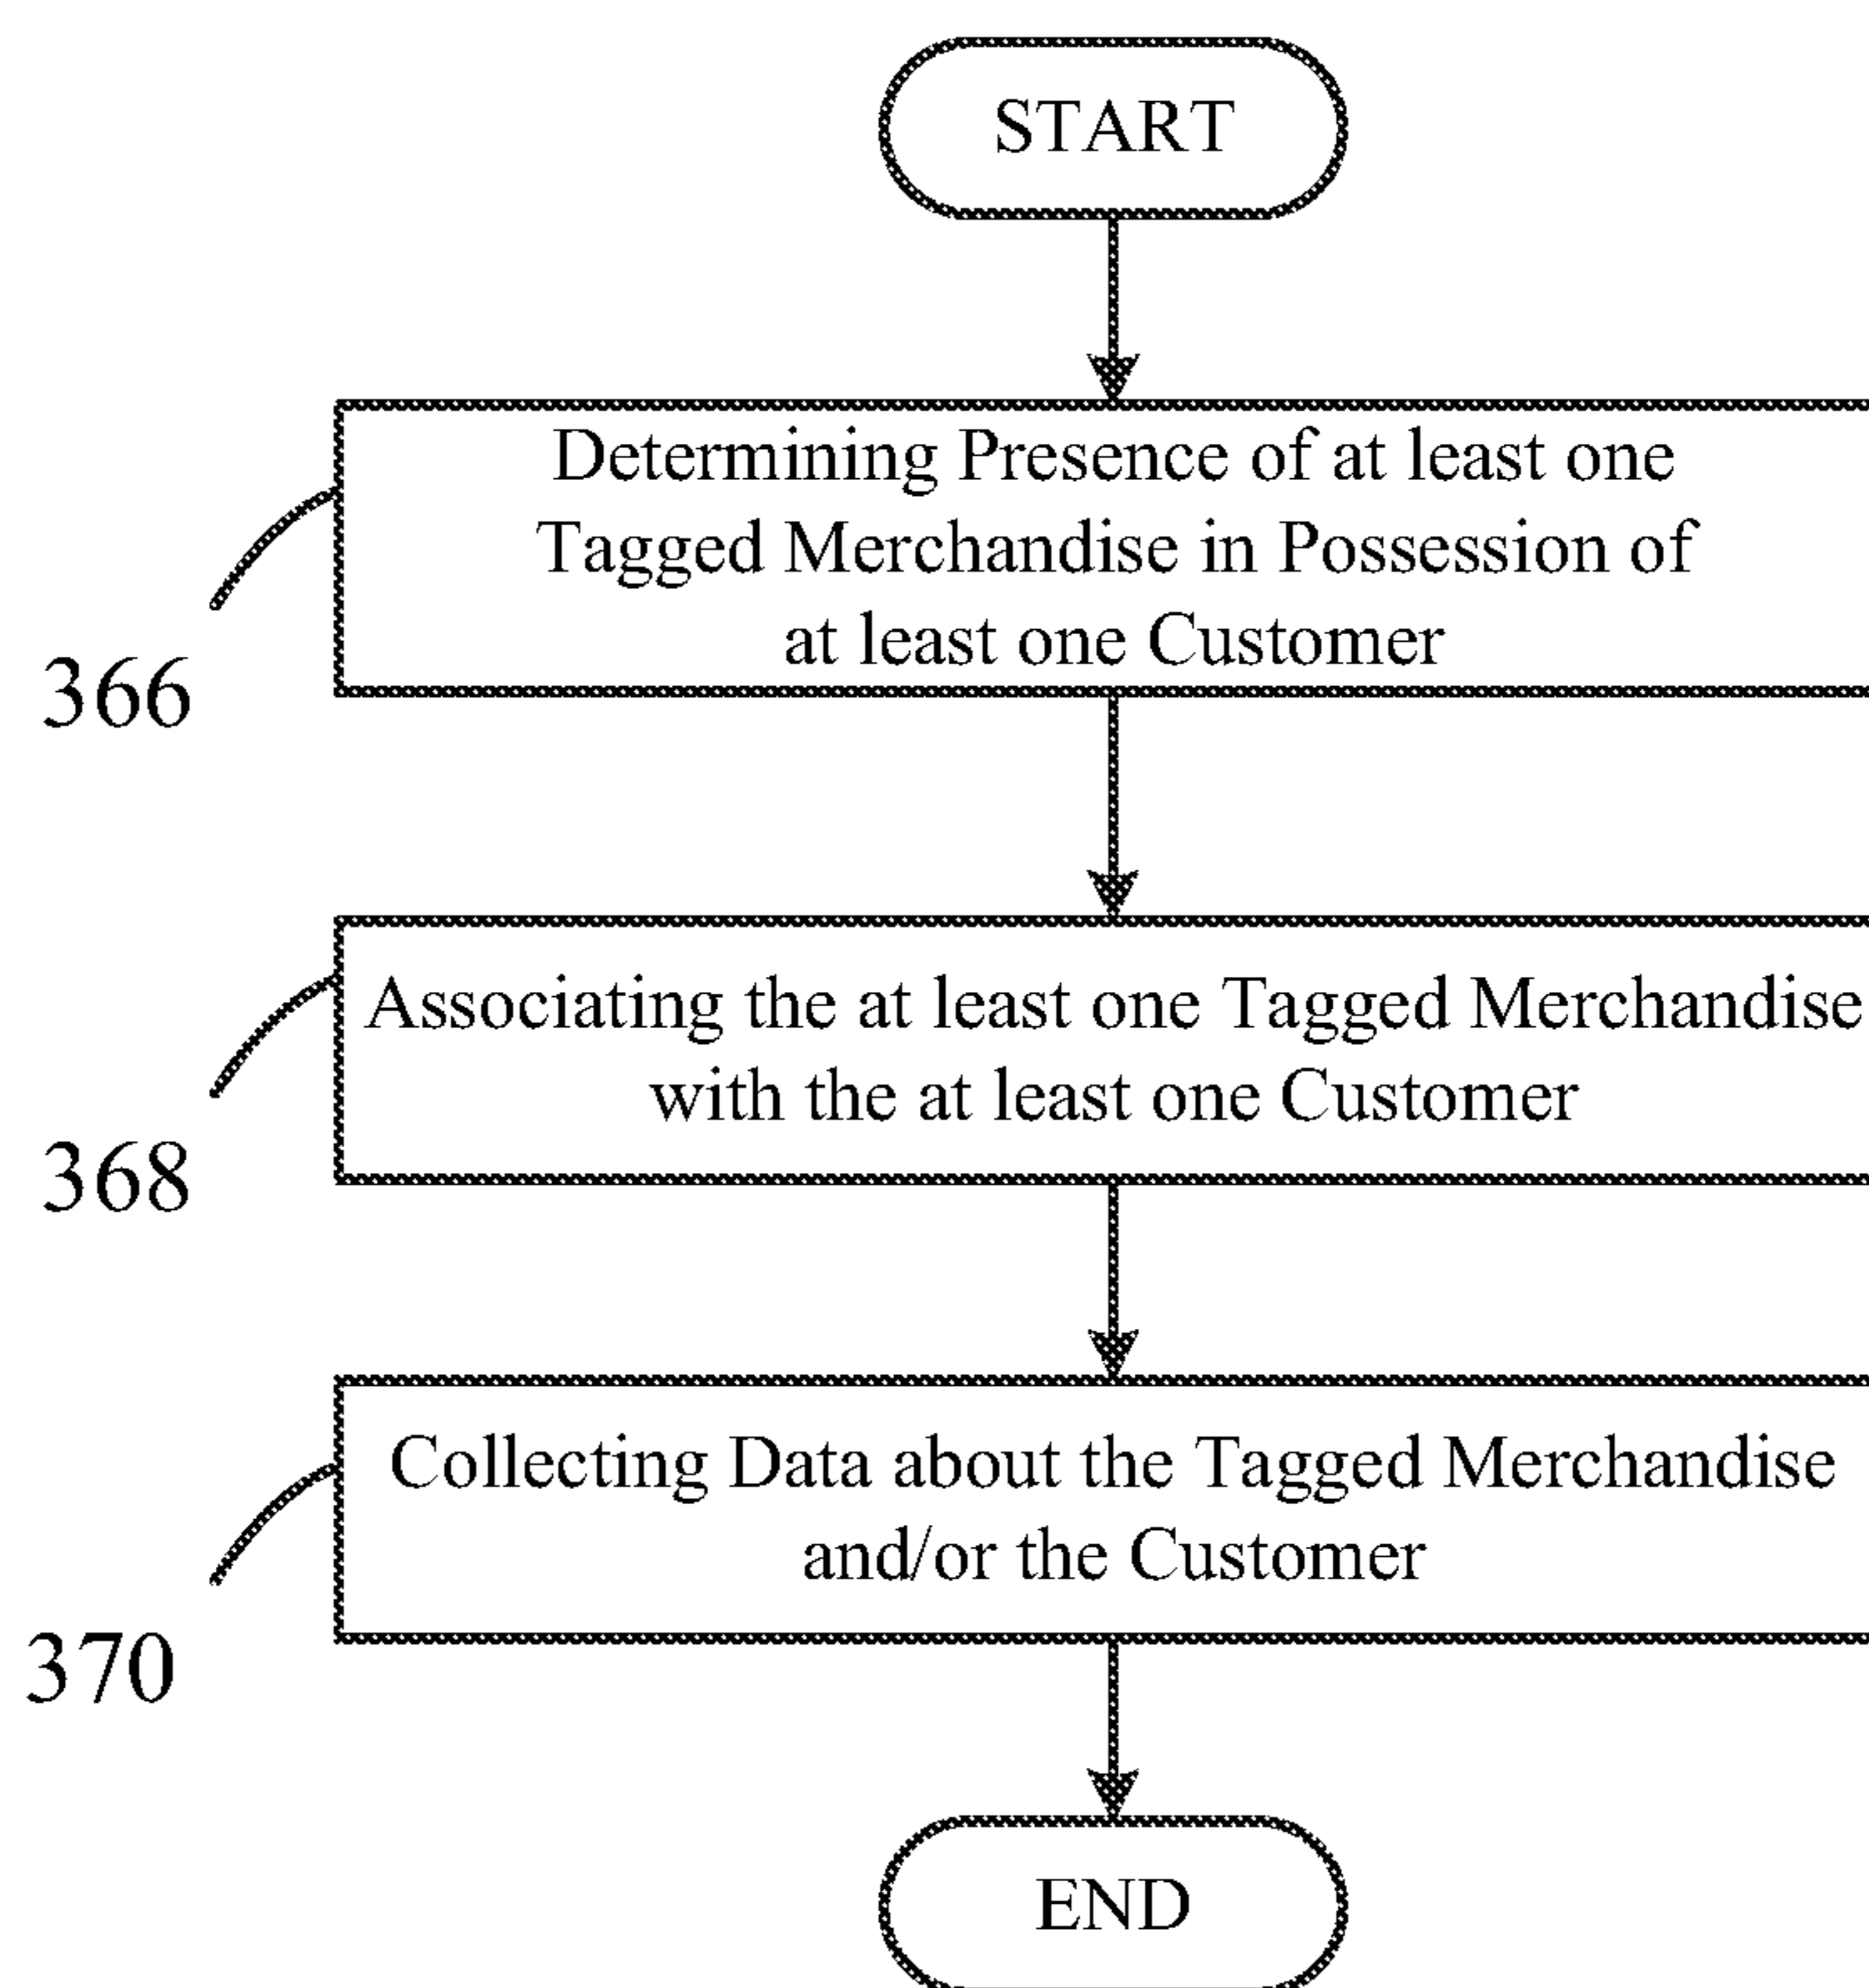 START
Determining Presence of at least one
Tagged Merchandise in Possession of
at least one Customer
366
Associating the at least one Tagged Merchandise
with the at least one Customer
368
Collecting Data about the Tagged Merchandise
and/or the Customer
370
END